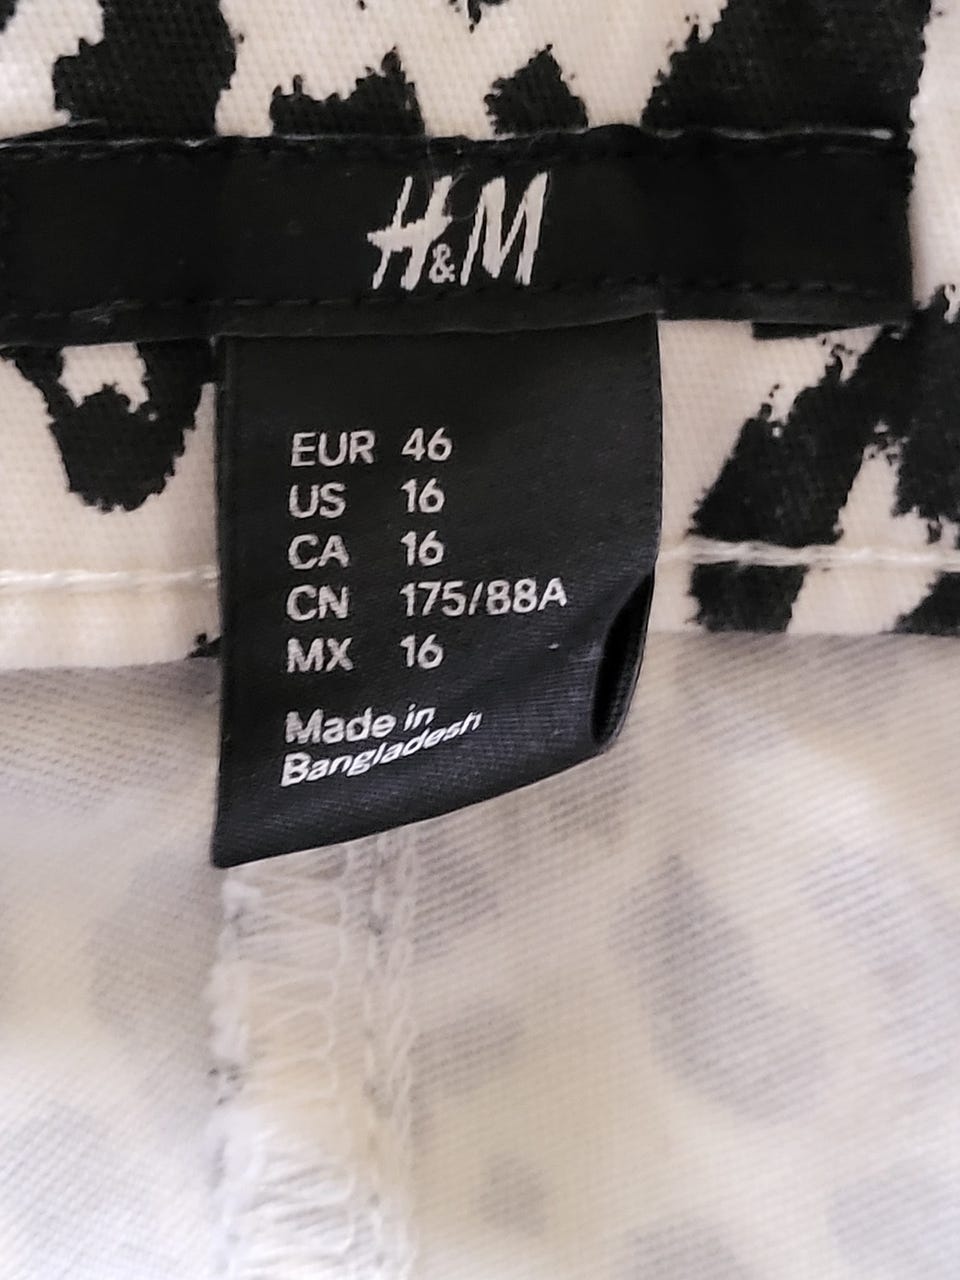 H&M
EUR 46
US 16
CA 16
CN 175/88A
MX 16
Made in
Bangladesh